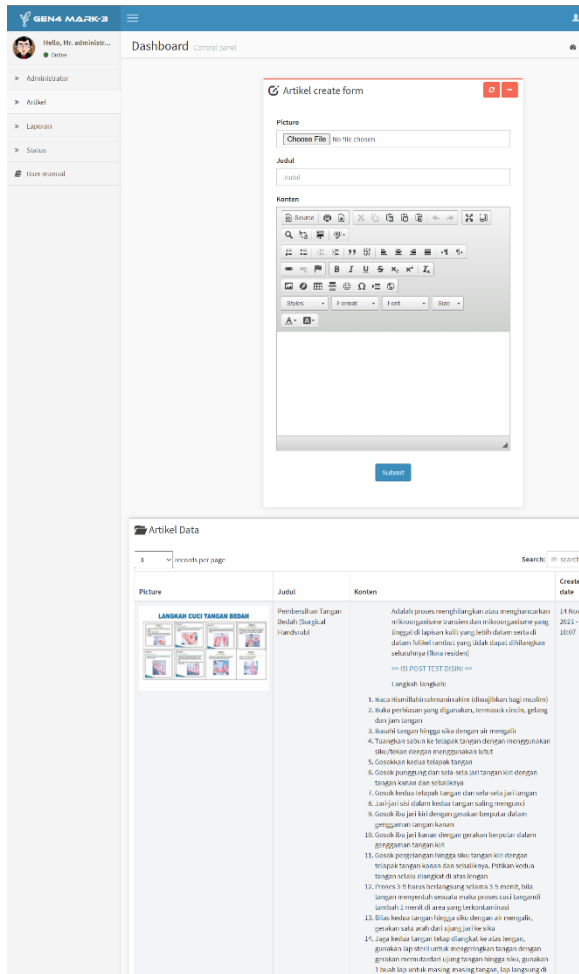 GEN4 MARK-3
Hello, Mr. administr...
Online
Dashboard Control panel
» Administrator
» Artikel
» Laporan
» Status
User manual
Artikel create form
Picture
Choose File No file chosen
Judul
Judul
Konten
Source
Styles Format Font Size
Submit
Artikel Data
3 records per page
Search: search
Picture Judul Konten Create date
LANGKAH CUCI TANGAN BEDAH
Pembersihan Tangan
Bedah (Surgical
Handsrub)
14 Nov
2021 -
10:07
Adalah proses menghilangkan atau menghancurkan
mikroorganisme transien dan mikroorganisme yang
tinggal di lapisan kulit yang lebih dalam serta di
dalam folikel rambut yang tidak dapat dihilangkan
seluruhnya (flora residen)
>> ISI POST TEST DISINI <<
Langkah langkah:
1. Baca Bismillahirrahmaninrahim (diwajibkan bagi muslim)
2. Buka perhiasan yang digunakan, termasuk cincin, gelang
dan jam tangan
3. Basahi tangan hingga sika dengan air mengalir
4. Tuangkan sabun ke telapak tangan dengan menggunakan
siku/tekan dengan menggunakan lutut
5. Gosokkan kedua telapak tangan
6. Gosok punggung dan sela-sela jari tangan kiri dengan
tangan kanan dan sebaliknya
7. Gosok kedua telapak tangan dan sela-sela jari tangan
8. Jari-jari sisi dalam kedua tangan saling mengunci
9. Gosok ibu jari kiri dengan gerakan berputar dalam
genggaman tangan kanan
10. Gosok ibu jari kanan dengan gerakan berputar dalam
genggaman tangan kiri
11. Gosok pergelangan hingga siku tangan kiri dengan
telapak tangan kanan dan sebaliknya. Pstikan kedua
tangan selalu diangkat di atas lengan
12. Proses 3-9 harus berlangsung selama 3-5 menit, bila
tangan menyentuh sesuatu maka proses cuci tangandi
tambah 1 menit di area yang terkontaminasi
13. Bilas kedua tangan hingga siku dengan air mengalir,
gerakan satu arah dari ujung jari ke siku
14. Jaga kedua tangan tetap diangkat ke atas lengan,
gunakan lap steril untuk mengeringkan tangan dengan
gerakan memutardari ujung tangan hingga siku, gunakan
1 buah lap untuk masing masing tangan, lap langsung di